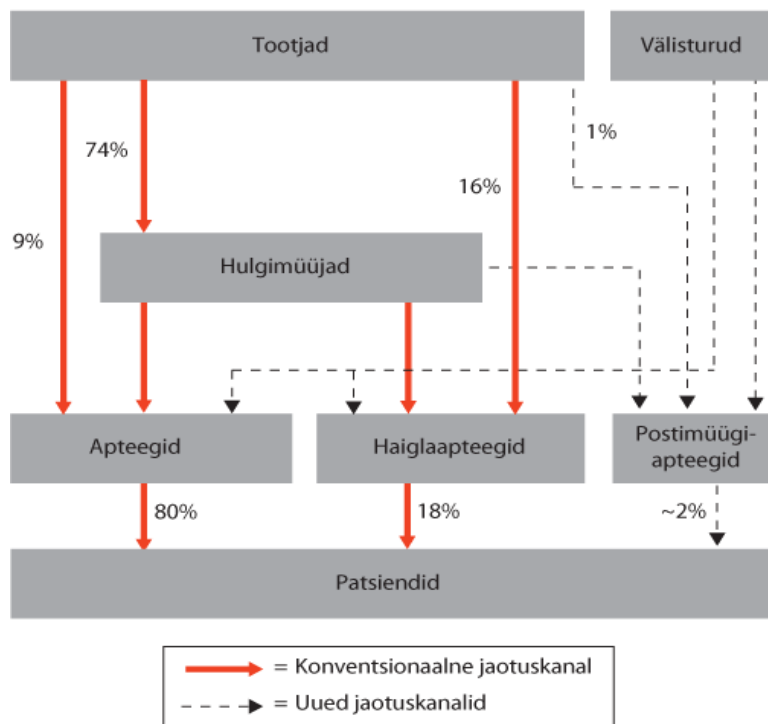 Tootjad
Välisturud
74%
1%
16%
9%
Hulgimüüjad
Apteegid
Haiglaapteegid
Postimüügi-
apteegid
80%
18%
~2%
Patsiendid
= Konventsionaalne jaotuskanal
= Uued jaotuskanalid